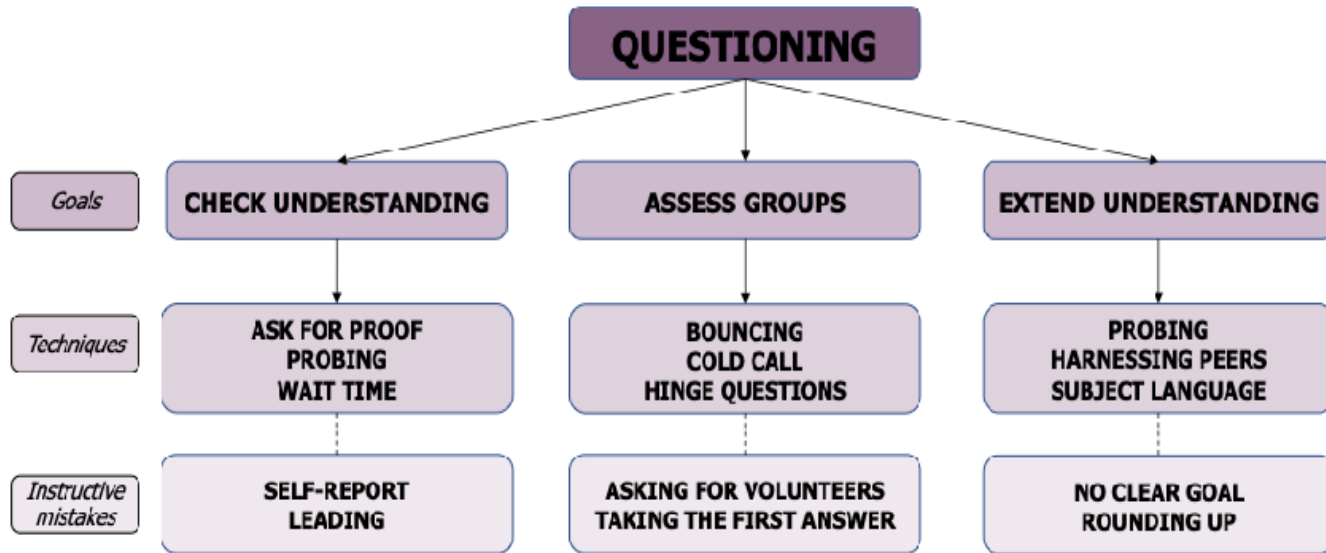 QUESTIONING
Goals
CHECK UNDERSTANDING
ASSESS GROUPS
EXTEND UNDERSTANDING
Techniques
ASK FOR PROOF
PROBING
WAIT TIME
BOUNCING
COLD CALL
HINGE QUESTIONS
PROBING
HARNESSING PEERS
SUBJECT LANGUAGE
Instructive
mistakes
SELF-REPORT
LEADING
ASKING FOR VOLUNTEERS
TAKING THE FIRST ANSWER
NO CLEAR GOAL
ROUNDING UP